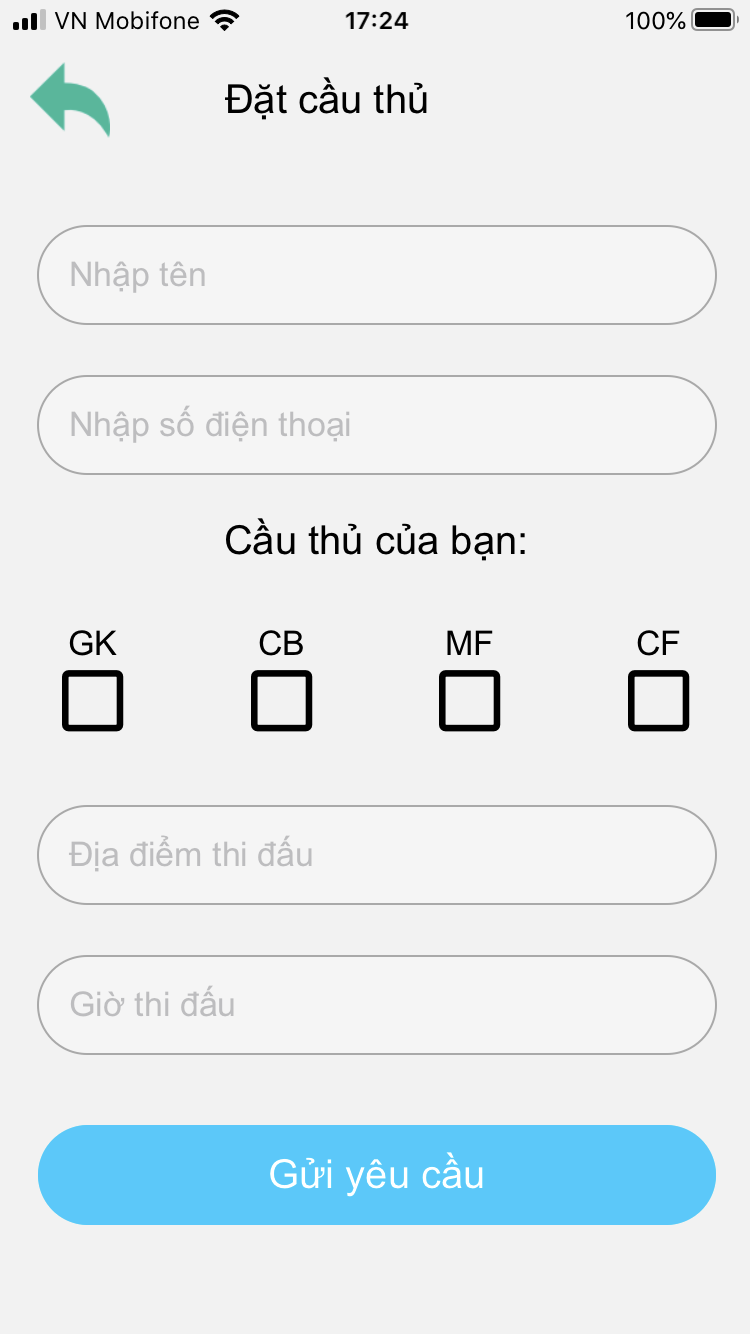 VN Mobifone 17:24 100%
Đặt cầu thủ
Nhập tên
Nhập số điện thoại
Cầu thủ của bạn:
GK CB MF CF
Địa điểm thi đấu
Giờ thi đấu
Gửi yêu cầu